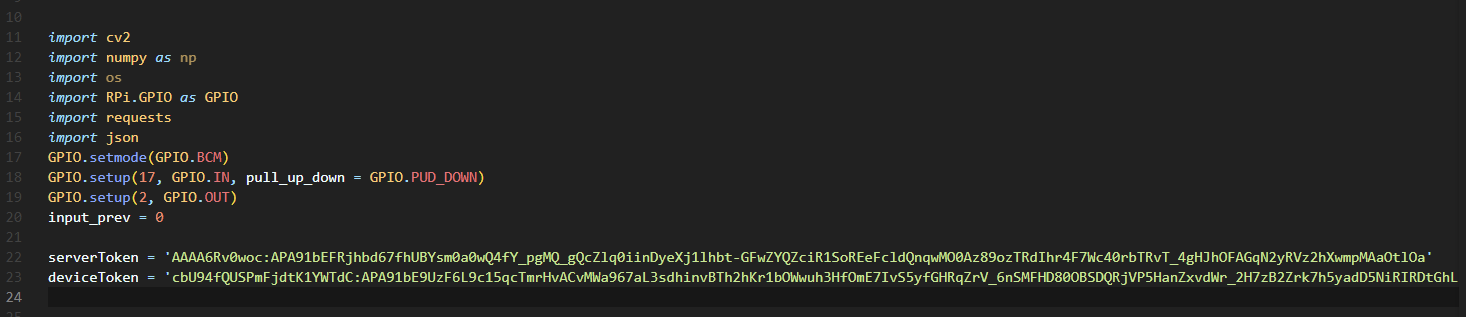 10
11 import cv2
12 import numpy as np
13 import os
14 import RPi.GPIO as GPIO
15 import requests
16 import json
17 GPIO.setmode(GPIO.BCM)
18 GPIO.setup(17, GPIO.IN, pull_up_down = GPIO.PUD_DOWN)
19 GPIO.setup(2, GPIO.OUT)
20 input_prev = 0
21
22 serverToken =
23 deviceToken =
24